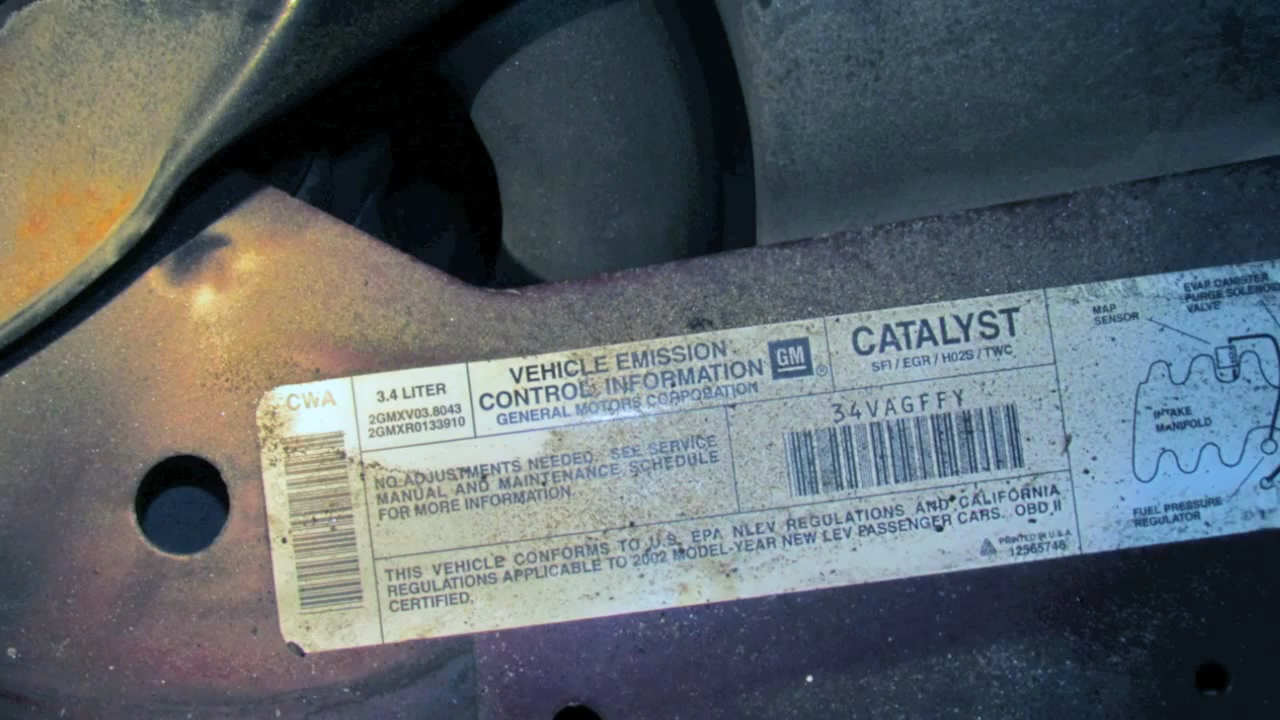 CWA
3.4 LITER
2GMXV03.8043
2GMXR0133910
VEHICLE EMISSION
CONTROL INFORMATION
GENERAL MOTORS CORPORATION
GM
®
CATALYST
SFI / EGR / HO2S / TWC
NO ADJUSTMENTS NEEDED. SEE SERVICE
MANUAL AND MAINTENANCE SCHEDULE
FOR MORE INFORMATION.
34VAGFFY
THIS VEHICLE CONFORMS TO U.S. EPA NLEV REGULATIONS AND CALIFORNIA
REGULATIONS APPLICABLE TO 2002 MODEL-YEAR NEW LEV PASSENGER CARS. OBD II
CERTIFIED.
PRINTED IN U.S.A.
12565746
EVAP CANISTER
PURGE SOLENOID
VALVE
MAP
SENSOR
INTAKE
MANIFOLD
FUEL PRESSURE
REGULATOR